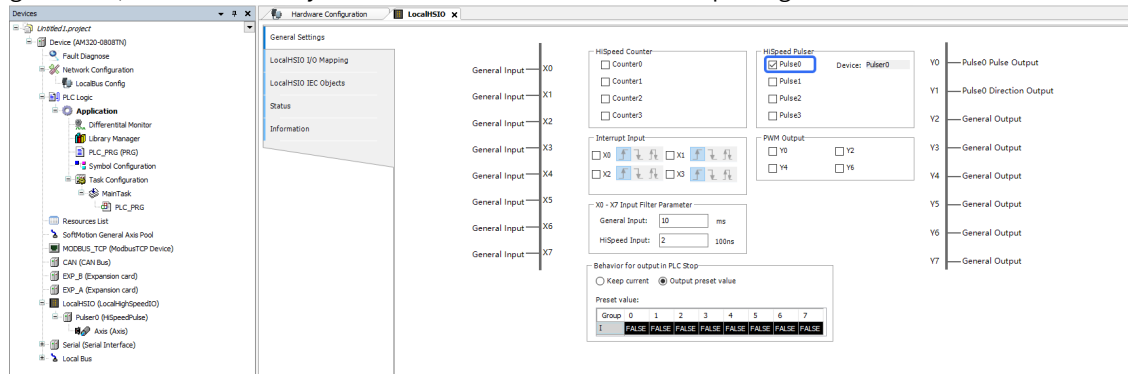 Devices
Untitled1.project
Device (AM320-0808TN)
Fault Diagnose
Network Configuration
LocalBus Config
PLC Logic
Application
Differentital Monitor
Library Manager
PLC_PRG (PRG)
Symbol Configuration
Task Configuration
MainTask
PLC_PRG
Resources List
SoftMotion General Axis Pool
MODBUS_TCP (ModbusTCP Device)
CAN (CAN Bus)
EXP_B (Expansion card)
EXP_A (Expansion card)
LocalHSIO (LocalHighSpeedIO)
Pulser0 (HiSpeedPulse)
Axis (Axis)
Serial (Serial Interface)
Local Bus
Hardware Configuration
LocalHSIO
General Settings
LocalHSIO I/O Mapping
LocalHSIO IEC Objects
Status
Information
General Input X0
General Input X1
General Input X2
General Input X3
General Input X4
General Input X5
General Input X6
General Input X7
HiSpeed Counter
Counter0
Counter1
Counter2
Counter3
HiSpeed Pulser
Pulse0 Device: Pulser0
Pulse1
Pulse2
Pulse3
Interrupt Input
X0 X1
X2 X3
PWM Output
Y0 Y2
Y4 Y6
X0 - X7 Input Filter Parameter
General Input: 10 ms
HiSpeed Input: 2 100ns
Behavior for output in PLC Stop
Keep current Output preset value
Preset value:
Group 0 1 2 3 4 5 6 7
I FALSE FALSE FALSE FALSE FALSE FALSE FALSE FALSE
Y0 Pulse0 Pulse Output
Y1 Pulse0 Direction Output
Y2 General Output
Y3 General Output
Y4 General Output
Y5 General Output
Y6 General Output
Y7 General Output